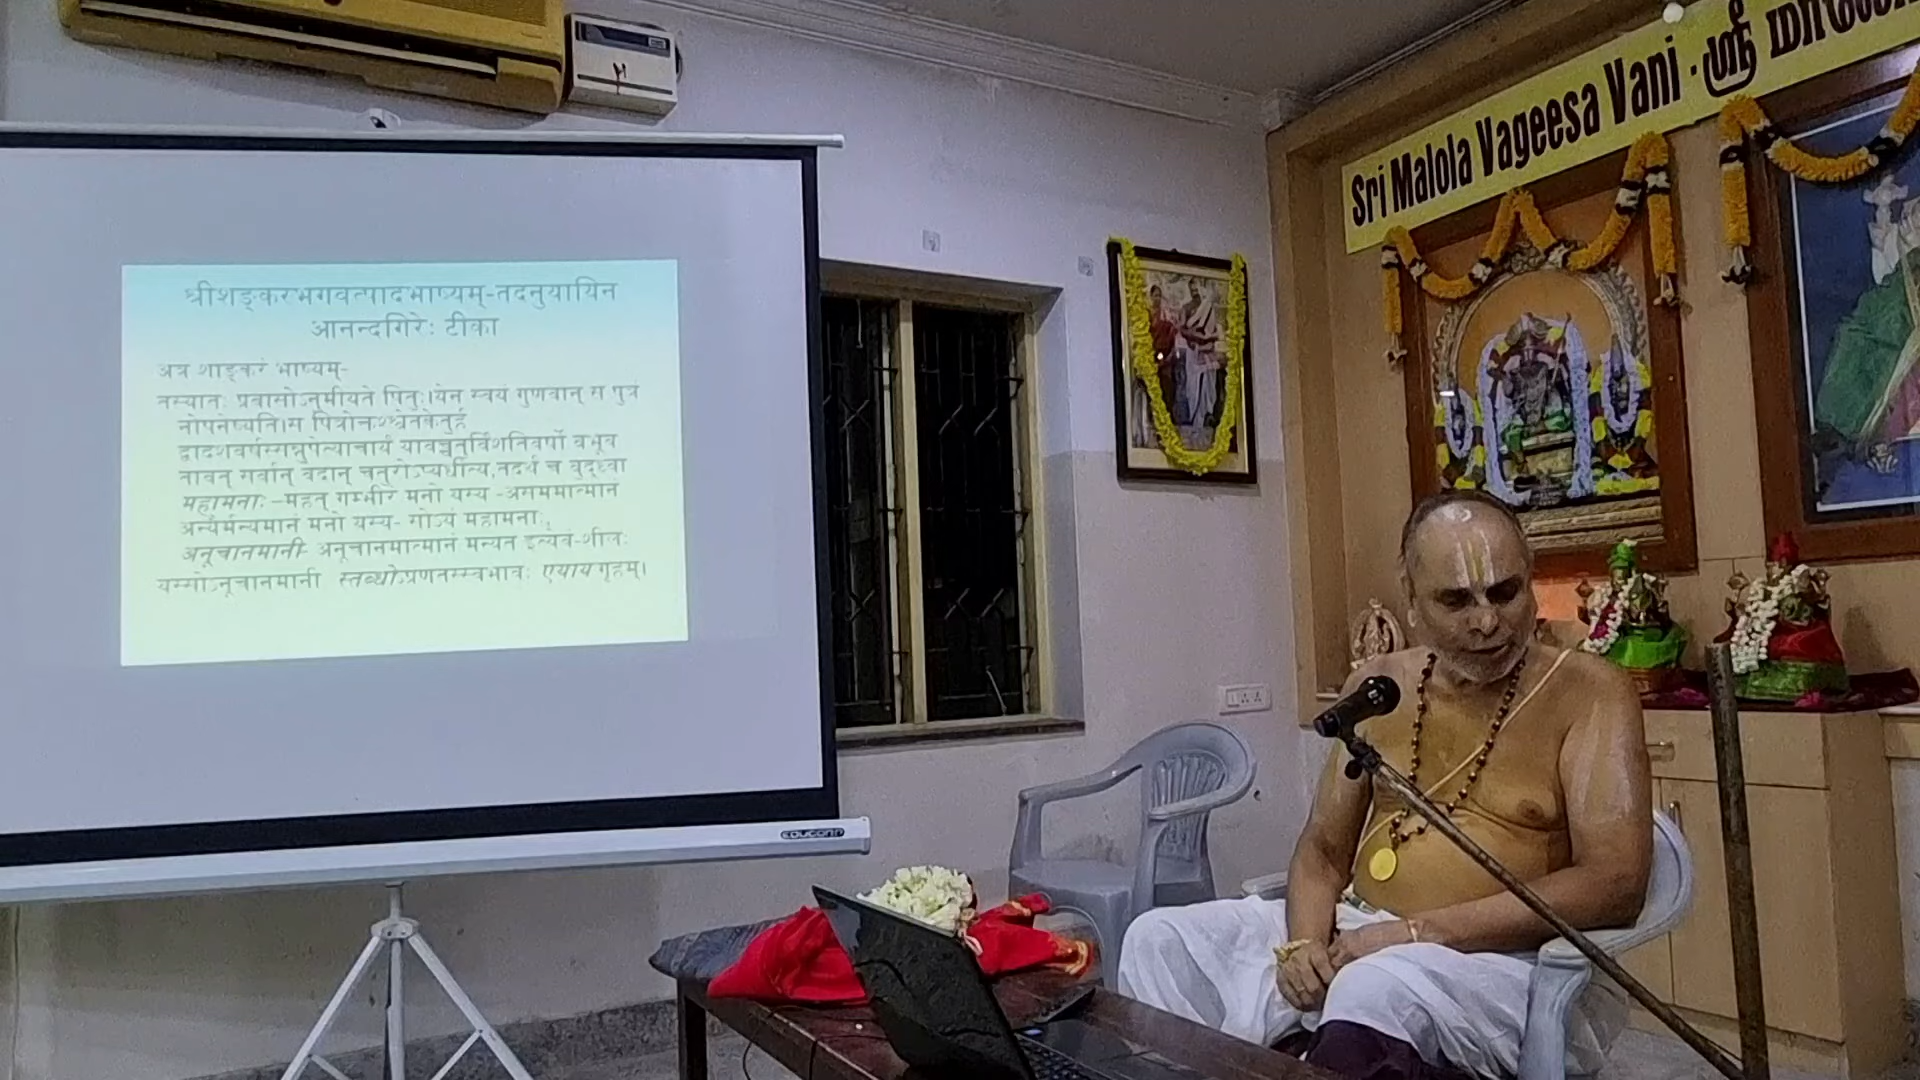 श्रीशङ्करभगवत्पादभाष्यम्-तदनुयायिन
आनन्दगिरेः टीका
अत्र शाङ्करं भाष्यम्-
तस्यातः प्रवासोऽनुमीयते पितुः।येन स्वयं गुणवान् स पुत्रं
नोपनेष्यति।स पित्रोक्तःश्वेतकेतुर्ह
द्वादशवर्षस्सन्नुपेत्याचार्यं यावच्चतुर्विंशतिवर्षो बभूव
तावत् सर्वान् वेदान् चतुरोऽप्यधीत्य,तदर्थं च बुद्ध्वा
महामनाः-महत् गम्भीरं मनो यस्य -असममात्मानं
अन्यैर्मन्यमानं मनो यस्य- सोऽयं महामनाः,
अनूचानमानी- अनूचानमात्मानं मन्यत इत्येवं-शीलः
यस्सोऽनूचानमानी स्तब्धोऽप्रणतस्स्वभावः एयाय गृहम्।
Sri Malola Vageesa Vani . ஸ்ரீ
EDUCONN